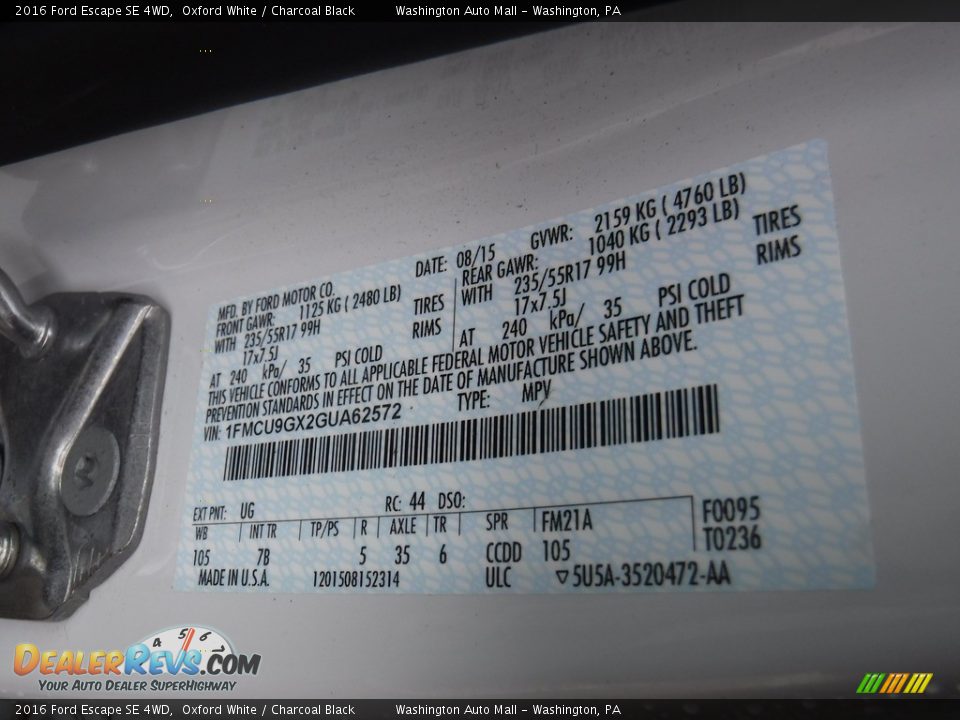 2016 Ford Escape SE 4WD, Oxford White / Charcoal Black Washington Auto Mall - Washington, PA
MFD. BY FORD MOTOR CO. DATE: 08/15 GVWR: 2159 KG ( 4760 LB)
FRONT GAWR: 1125 KG ( 2480 LB) REAR GAWR: 1040 KG ( 2293 LB)
WITH 235/55R17 99H TIRES WITH 235/55R17 99H TIRES
17x7.5J RIMS 17x7.5J RIMS
AT 240 kPa/ 35 PSI COLD AT 240 kPa/ 35 PSI COLD
THIS VEHICLE CONFORMS TO ALL APPLICABLE FEDERAL MOTOR VEHICLE SAFETY AND THEFT
PREVENTION STANDARDS IN EFFECT ON THE DATE OF MANUFACTURE SHOWN ABOVE.
VIN: 1FMCU9GX2GUA62572 TYPE: MPV
EXT PNT: UG RC: 44 DSO: F0095
WB INT TR TP/PS R AXLE TR SPR FM21A T0236
105 7B 5 35 6 CCDD 105
MADE IN U.S.A. 1201508152314 ULC 5U5A-3520472-AA
4 5 6
DEALERREVS.COM
YOUR AUTO DEALER SUPERHIGHWAY
2016 Ford Escape SE 4WD, Oxford White / Charcoal Black Washington Auto Mall - Washington, PA